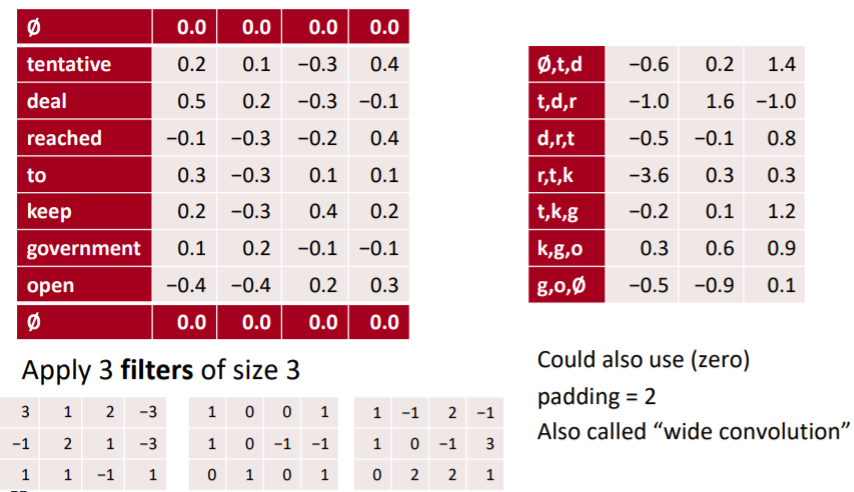 Ø 0.0 0.0 0.0 0.0
tentative 0.2 0.1 −0.3 0.4
deal 0.5 0.2 −0.3 −0.1
reached −0.1 −0.3 −0.2 0.4
to 0.3 −0.3 0.1 0.1
keep 0.2 −0.3 0.4 0.2
government 0.1 0.2 −0.1 −0.1
open −0.4 −0.4 0.2 0.3
Ø 0.0 0.0 0.0 0.0
Ø,t,d −0.6 0.2 1.4
t,d,r −1.0 1.6 −1.0
d,r,t −0.5 −0.1 0.8
r,t,k −3.6 0.3 0.3
t,k,g −0.2 0.1 1.2
k,g,o 0.3 0.6 0.9
g,o,Ø −0.5 −0.9 0.1
Apply 3 filters of size 3
3 1 2 −3
−1 2 1 −3
1 1 −1 1
1 0 0 1
1 0 −1 −1
0 1 0 1
1 −1 2 −1
1 0 −1 3
0 2 2 1
Could also use (zero)
padding = 2
Also called “wide convolution”